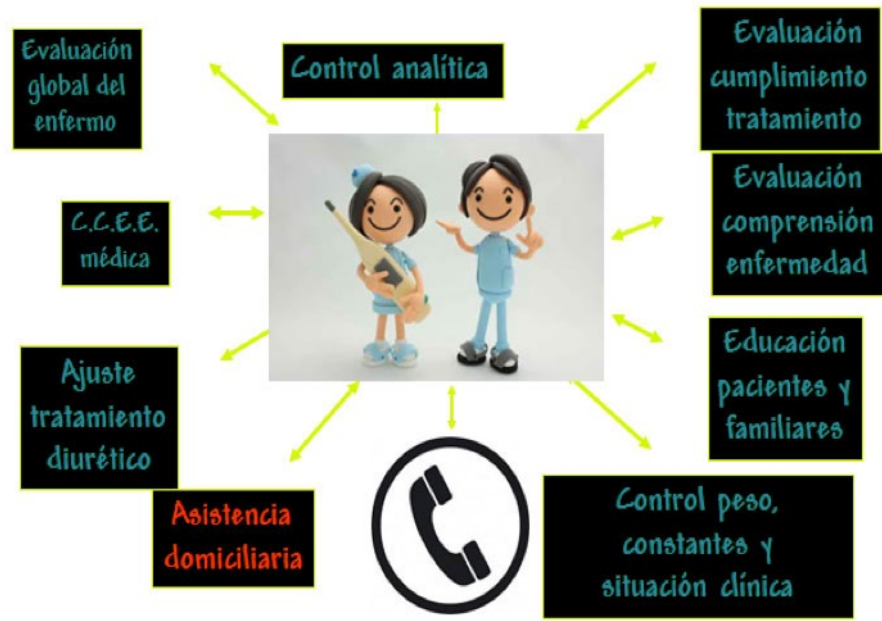 Evaluación
global del
enfermo
Control analítica
Evaluación
cumplimiento
tratamiento
C.C.E.E.
médica
Evaluación
comprensión
enfermedad
Ajuste
tratamiento
diurético
Educación
pacientes y
familiares
Asistencia
domiciliaria
Control peso,
constantes y
situación clínica